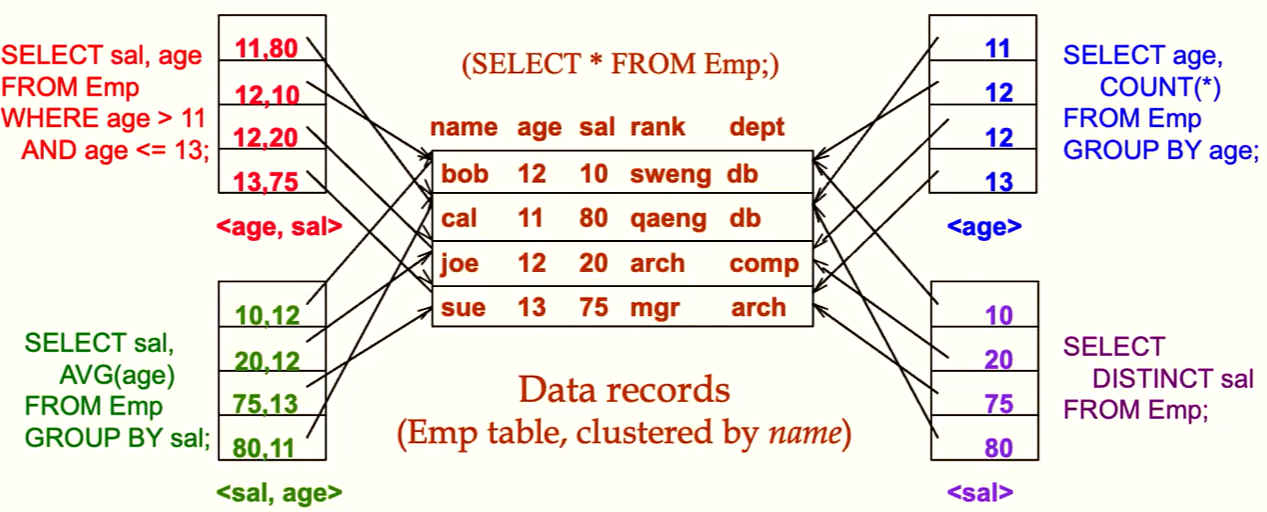 SELECT sal, age
FROM Emp
WHERE age > 11
AND age <= 13;
11,80
12,10
12,20
13,75
<age, sal>
(SELECT * FROM Emp;)
name age sal rank dept
bob 12 10 sweng db
cal 11 80 qaeng db
joe 12 20 arch comp
sue 13 75 mgr arch
11
12
12
13
<age>
SELECT age,
COUNT(*)
FROM Emp
GROUP BY age;
SELECT sal,
AVG(age)
FROM Emp
GROUP BY sal;
10,12
20,12
75,13
80,11
<sal, age>
Data records
(Emp table, clustered by name)
10
20
75
80
<sal>
SELECT
DISTINCT sal
FROM Emp;